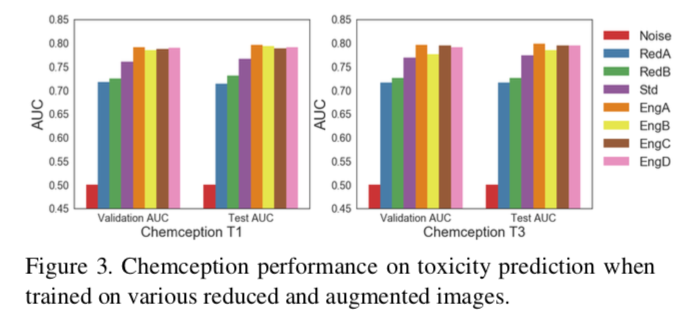 0.85
0.80
0.75
0.70
0.65
0.60
0.55
0.50
0.45
AUC
Validation AUC
Test AUC
Chemception T1
0.85
0.80
0.75
0.70
0.65
0.60
0.55
0.50
0.45
AUC
Validation AUC
Test AUC
Chemception T3
Noise
RedA
RedB
Std
EngA
EngB
EngC
EngD
Figure 3. Chemception performance on toxicity prediction when
trained on various reduced and augmented images.